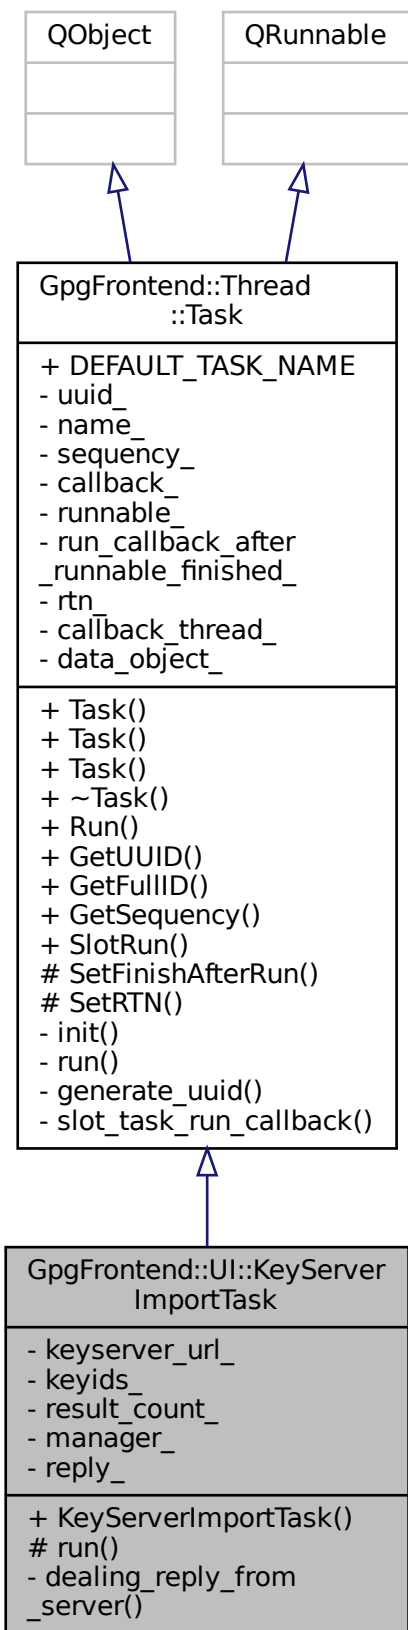 QObject
QRunnable
GpgFrontend::Thread
::Task
+ DEFAULT_TASK_NAME
- uuid_
- name_
- sequency_
- callback_
- runnable_
- run_callback_after
_runnable_finished_
- rtn_
- callback_thread_
- data_object_
+ Task()
+ Task()
+ Task()
+ ~Task()
+ Run()
+ GetUUID()
+ GetFullID()
+ GetSequency()
+ SlotRun()
# SetFinishAfterRun()
# SetRTN()
- init()
- run()
- generate_uuid()
- slot_task_run_callback()
GpgFrontend::UI::KeyServer
ImportTask
- keyserver_url_
- keyids_
- result_count_
- manager_
- reply_
+ KeyServerImportTask()
# run()
- dealing_reply_from
_server()